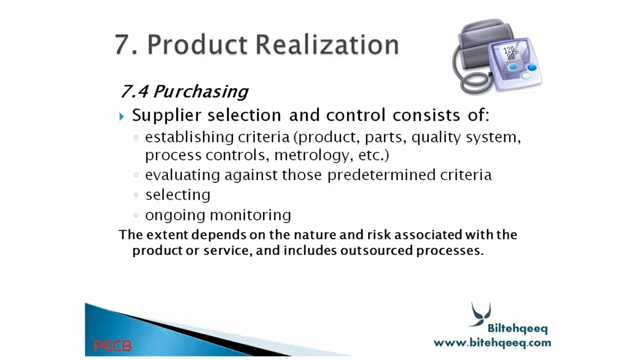 7. Product Realization
7.4 Purchasing
Supplier selection and control consists of:
establishing criteria (product, parts, quality system,
process controls, metrology, etc.)
evaluating against those predetermined criteria
selecting
ongoing monitoring
The extent depends on the nature and risk associated with the
product or service, and includes outsourced processes.
PECB
Biltehqeeq
www.bitehqeeq.com